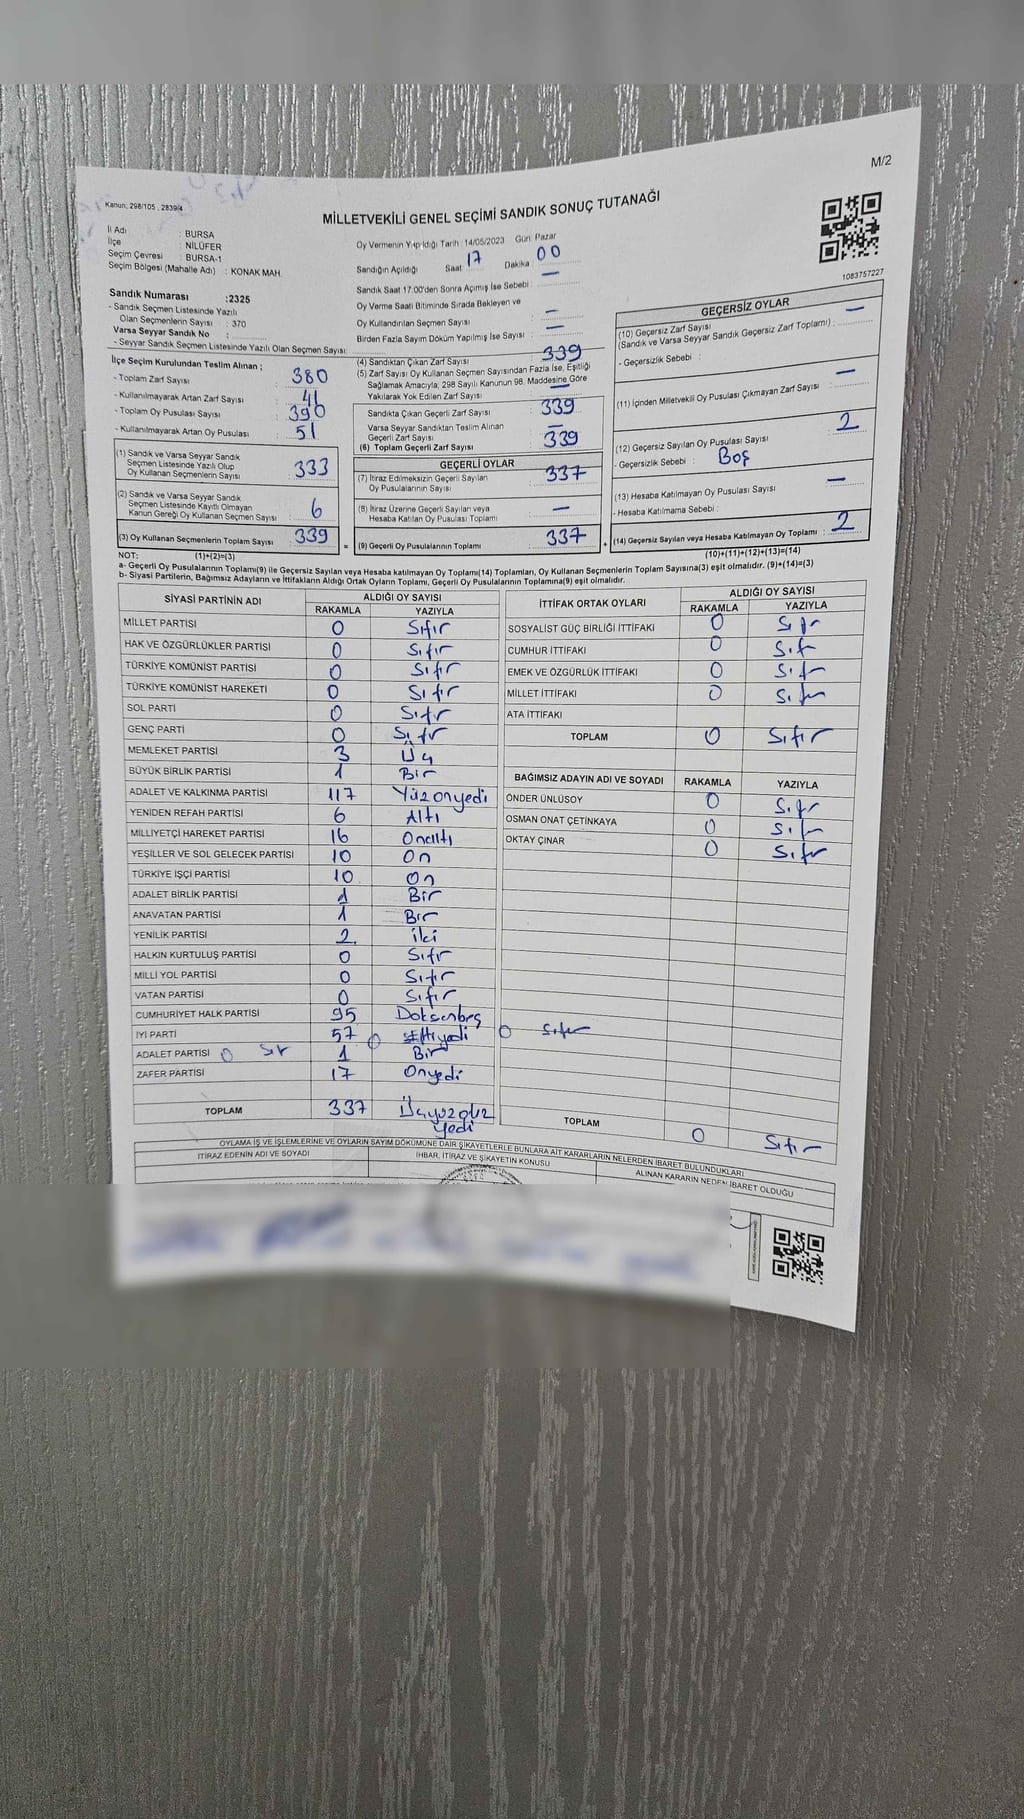 M/2
Kanun; 298/105 , 2839/4
MİLLETVEKİLİ GENEL SEÇİMİ SANDIK SONUÇ TUTANAĞI
1083757227
İl Adı : BURSA
İlçe : NİLÜFER
Seçim Çevresi : BURSA-1
Seçim Bölgesi (Mahalle Adı) : KONAK MAH.
Oy Vermenin Yapıldığı Tarih : 14/05/2023 Gün: Pazar
Sandığın Açıldığı Saat 17 Dakika 00
Sandık Saat 17.00'den Sonra Açımış İse Sebebi : —
Oy Verme Saati Bitiminde Sırada Bekleyen ve
Oy Kullandırılan Seçmen Sayısı —
Birden Fazla Sayım Döküm Yapılmış İse Sayısı : —
Sandık Numarası :2325
- Sandık Seçmen Listesinde Yazılı
Olan Seçmenlerin Sayısı : 370
Varsa Seyyar Sandık No :
- Seyyar Sandık Seçmen Listesinde Yazılı Olan Seçmen Sayısı:
İlçe Seçim Kurulundan Teslim Alınan ;
- Toplam Zarf Sayısı 380
- Kullanılmayarak Artan Zarf Sayısı 41
- Toplam Oy Pusulası Sayısı 390
- Kullanılmayarak Artan Oy Pusulası 51
(1) Sandık ve Varsa Seyyar Sandık
Seçmen Listesinde Yazılı Olup
Oy Kullanan Seçmenlerin Sayısı 333
(2) Sandık ve Varsa Seyyar Sandık
Seçmen Listesinde Kayıtlı Olmayan
Kanun Gereği Oy Kullanan Seçmen Sayısı 6
(3) Oy Kullanan Seçmenlerin Toplam Sayısı 339
(4) Sandıktan Çıkan Zarf Sayısı 339
(5) Zarf Sayısı Oy Kullanan Seçmen Sayısından Fazla İse, Eşitliği
Sağlamak Amacıyla; 298 Sayılı Kanunun 98. Maddesine Göre
Yakılarak Yok Edilen Zarf Sayısı —
Sandıkta Çıkan Geçerli Zarf Sayısı 339
Varsa Seyyar Sandıktan Teslim Alınan
Geçerli Zarf Sayısı —
(6) Toplam Geçerli Zarf Sayısı 339
GEÇERLİ OYLAR
(7) İtiraz Edilmeksizin Geçerli Sayılan
Oy Pusulalarının Sayısı 337
(8) İtiraz Üzerine Geçerli Sayılan veya
Hesaba Katılan Oy Pusulası Toplamı —
= (9) Geçerli Oy Pusulalarının Toplamı 337 +
GEÇERSİZ OYLAR
(10) Geçersiz Zarf Sayısı
(Sandık ve Varsa Seyyar Sandık Geçersiz Zarf Toplamı) : —
- Geçersizlik Sebebi :
(11) İçinden Milletvekili Oy Pusulası Çıkmayan Zarf Sayısı —
(12) Geçersiz Sayılan Oy Pusulası Sayısı 2
- Geçersizlik Sebebi : Boş
(13) Hesaba Katılmayan Oy Pusulası Sayısı —
- Hesaba Katılmama Sebebi :
(14) Geçersiz Sayılan veya Hesaba Katılmayan Oy Toplamı : 2
NOT: (1)+(2)=(3) (10)+(11)+(12)+(13)=(14)
a- Geçerli Oy Pusulalarının Toplamı(9) ile Geçersiz Sayılan veya Hesaba katılmayan Oy Toplamı(14) Toplamları, Oy Kullanan Seçmenlerin Toplam Sayısına(3) eşit olmalıdır. (9)+(14)=(3)
b- Siyasi Partilerin, Bağımsız Adayların ve İttifakların Aldığı Ortak Oyların Toplamı, Geçerli Oy Pusulalarının Toplamına(9) eşit olmalıdır.
SİYASİ PARTİNİN ADI ALDIĞI OY SAYISI
RAKAMLA YAZIYLA
MİLLET PARTİSİ 0 Sıfır
HAK VE ÖZGÜRLÜKLER PARTİSİ 0 Sıfır
TÜRKİYE KOMÜNİST PARTİSİ 0 Sıfır
TÜRKİYE KOMÜNİST HAREKETİ 0 Sıfır
SOL PARTİ 0 Sıfır
GENÇ PARTİ 0 Sıfır
MEMLEKET PARTİSİ 3 Üç
BÜYÜK BİRLİK PARTİSİ 1 Bir
ADALET VE KALKINMA PARTİSİ 117 Yüzonyedi
YENİDEN REFAH PARTİSİ 6 Altı
MİLLİYETÇİ HAREKET PARTİSİ 16 Onaltı
YEŞİLLER VE SOL GELECEK PARTİSİ 10 On
TÜRKİYE İŞÇİ PARTİSİ 10 On
ADALET BİRLİK PARTİSİ 1 Bir
ANAVATAN PARTİSİ 1 Bir
YENİLİK PARTİSİ 2 İki
HALKIN KURTULUŞ PARTİSİ 0 Sıfır
MİLLİ YOL PARTİSİ 0 Sıfır
VATAN PARTİSİ 0 Sıfır
CUMHURİYET HALK PARTİSİ 95 Doksanbeş
İYİ PARTİ 57 0 Elliyedi 0 Sıfır
ADALET PARTİSİ 0 Sır 1 Bir
ZAFER PARTİSİ 17 Onyedi
TOPLAM 337 Üçyüzotuz
yedi
İTTİFAK ORTAK OYLARI ALDIĞI OY SAYISI
RAKAMLA YAZIYLA
SOSYALİST GÜÇ BİRLİĞİ İTTİFAKI 0 Sıfr
CUMHUR İTTİFAKI 0 Sıfr
EMEK VE ÖZGÜRLÜK İTTİFAKI 0 Sıfr
MİLLET İTTİFAKI 0 Sıfr
ATA İTTİFAKI
TOPLAM 0 Sıfır
BAĞIMSIZ ADAYIN ADI VE SOYADI RAKAMLA YAZIYLA
ÖNDER ÜNLÜSOY 0 Sıfr
OSMAN ONAT ÇETİNKAYA 0 Sıfr
OKTAY ÇINAR 0 Sıfır
TOPLAM 0 Sıfır
OYLAMA İŞ VE İŞLEMLERİNE VE OYLARIN SAYIM DÖKÜMÜNE DAİR ŞİKAYETLERLE BUNLARA AİT KARARLARIN NELERDEN İBARET BULUNDUKLARI
İTİRAZ EDENİN ADI VE SOYADI İHBAR, İTİRAZ VE ŞİKAYETİN KONUSU ALINAN KARARIN NEDEN İBARET OLDUĞU